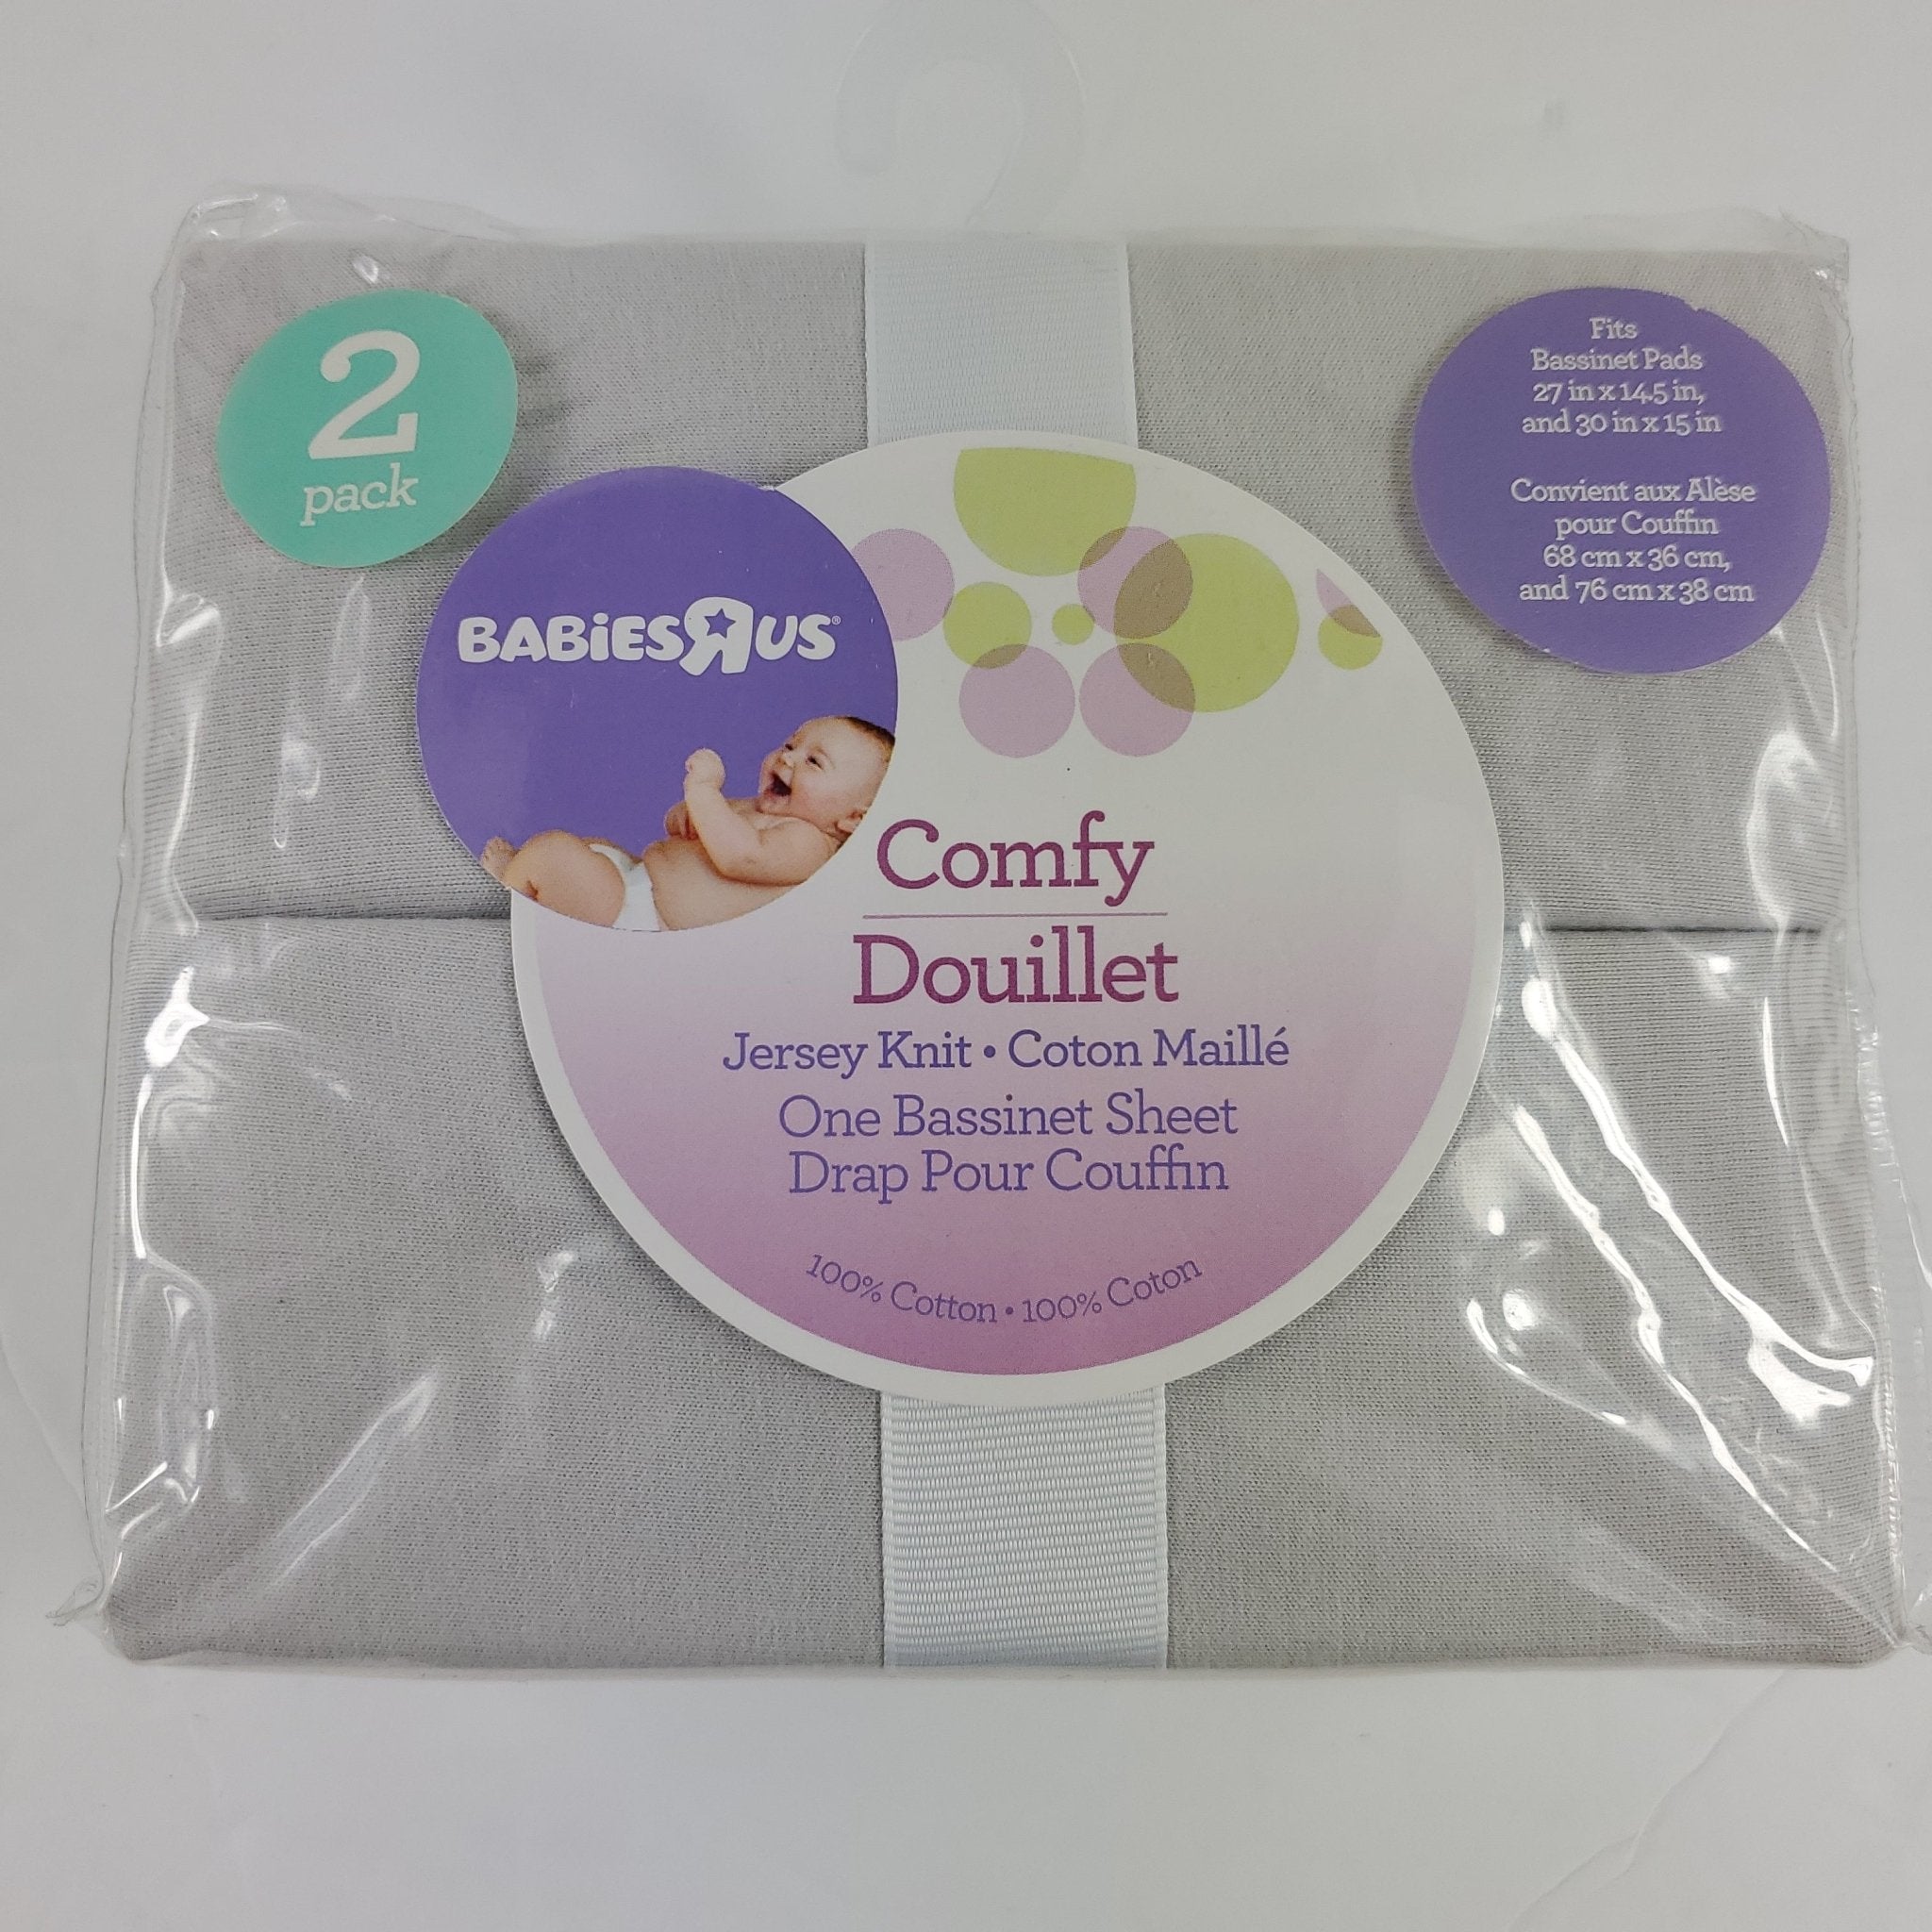 2
pack
Fits
Bassinet Pads
27 in x 14.5 in,
and 30 in x 15 in
Convient aux Alèse
pour Couffin
68 cm x 36 cm,
and 76 cm x 38 cm
BABiESRUS®
Comfy
Douillet
Jersey Knit • Coton Maillé
One Bassinet Sheet
Drap Pour Couffin
100% Cotton • 100% Coton